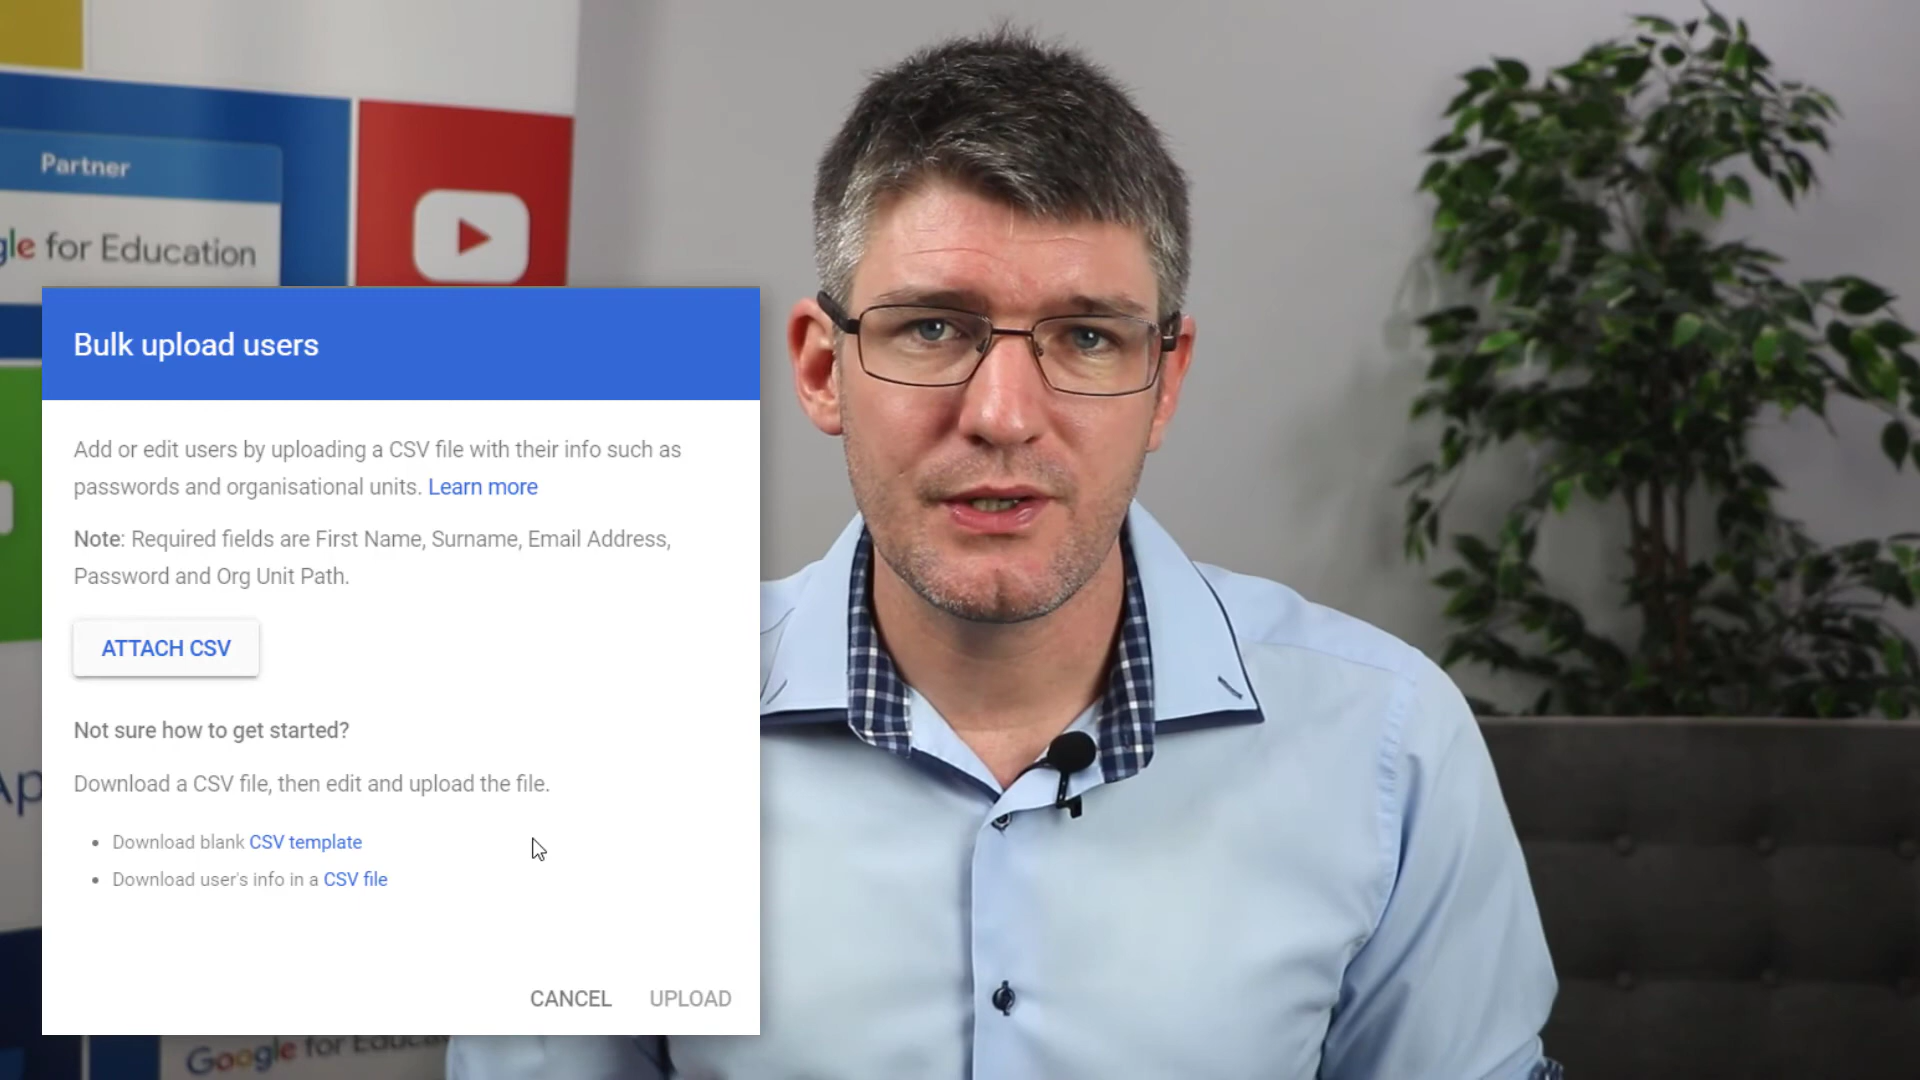 Partner
gle for Education
Bulk upload users
Add or edit users by uploading a CSV file with their info such as
passwords and organisational units. Learn more
Note: Required fields are First Name, Surname, Email Address,
Password and Org Unit Path.
ATTACH CSV
Not sure how to get started?
Download a CSV file, then edit and upload the file.
Ap
• Download blank CSV template
• Download user's info in a CSV file
CANCEL UPLOAD
Google for Educa